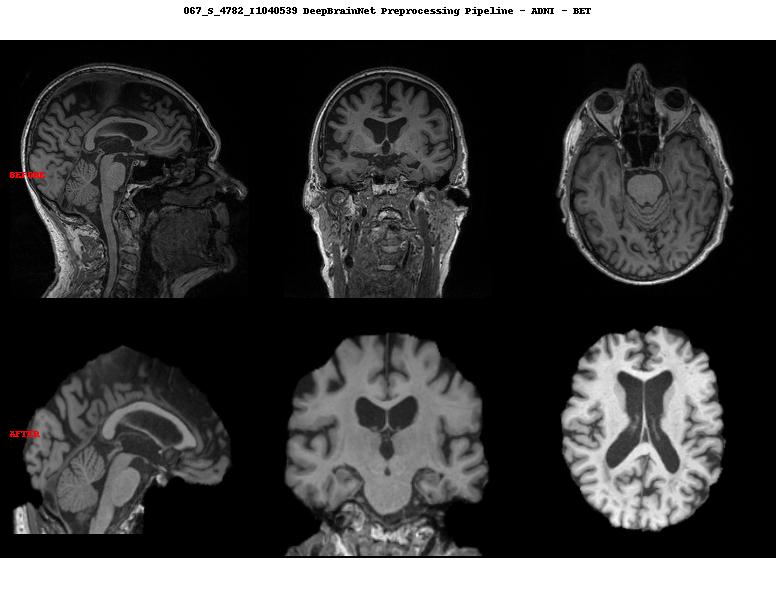 067_S_4782_I1040539 DeepBrainNet Preprocessing Pipeline - ADNI - BET
BEFORE
AFTER